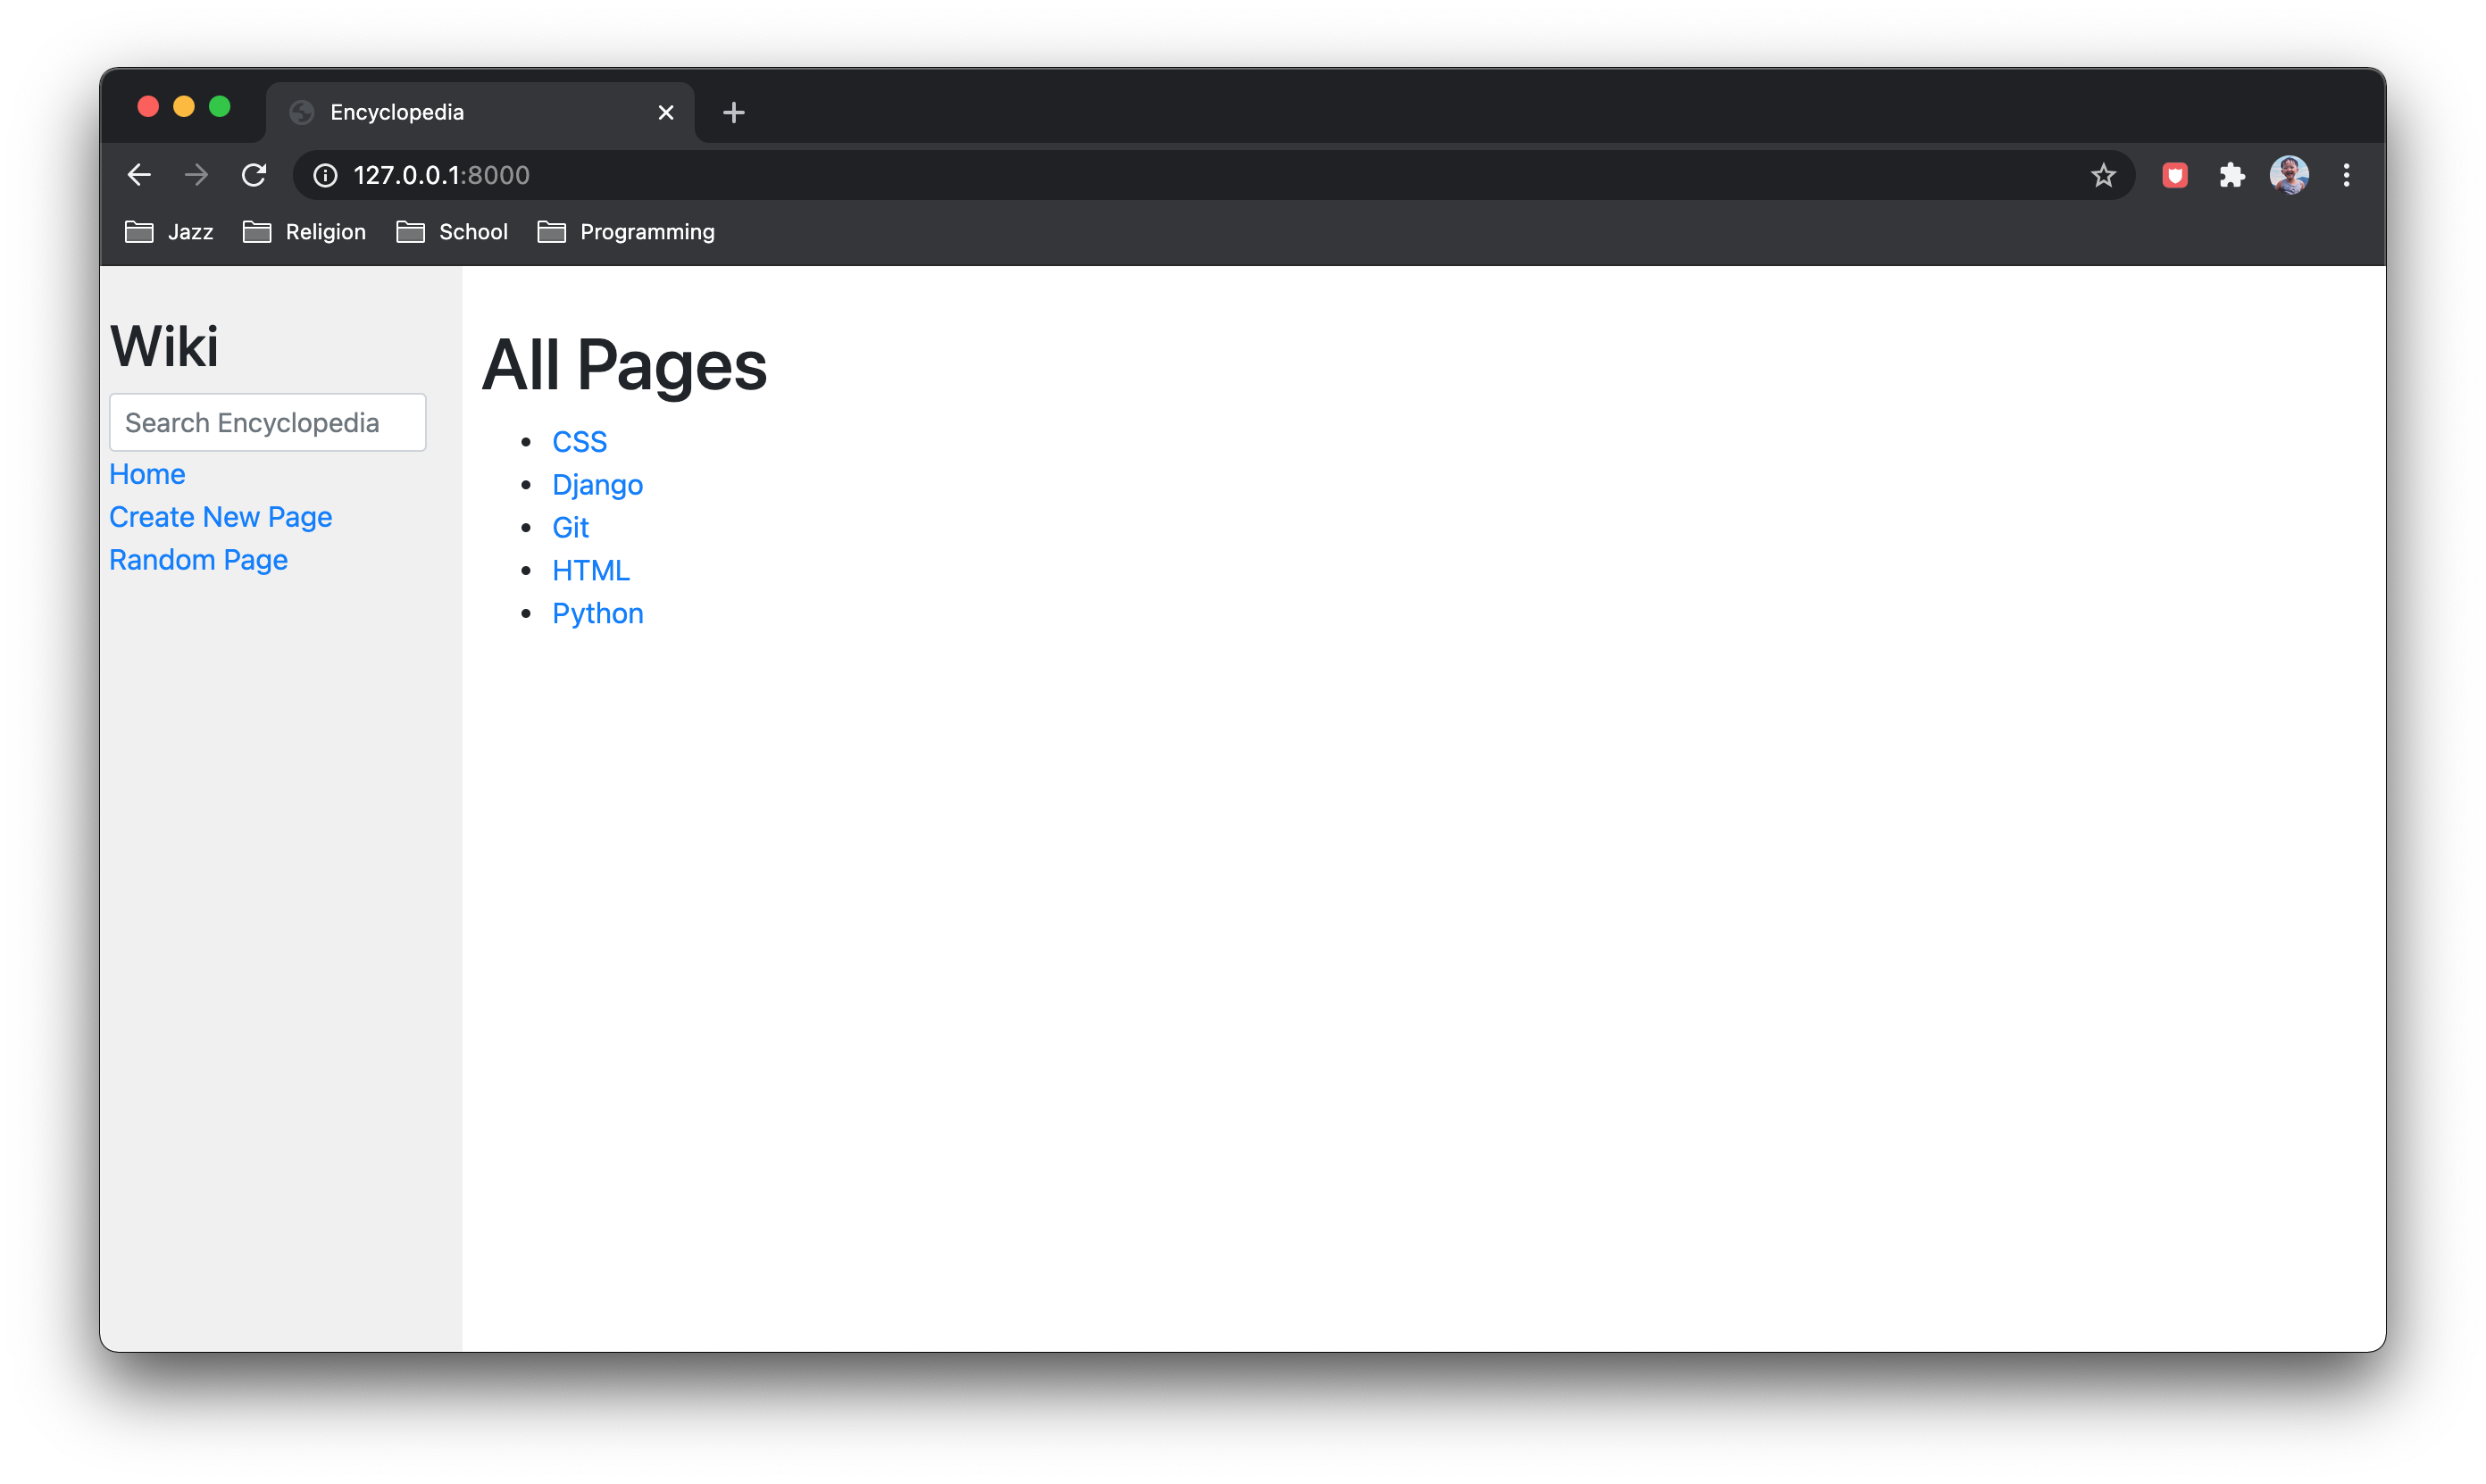 Encyclopedia
127.0.0.1:8000
Jazz Religion School Programming
Wiki
Search Encyclopedia
Home
Create New Page
Random Page
All Pages
CSS
Django
Git
HTML
Python